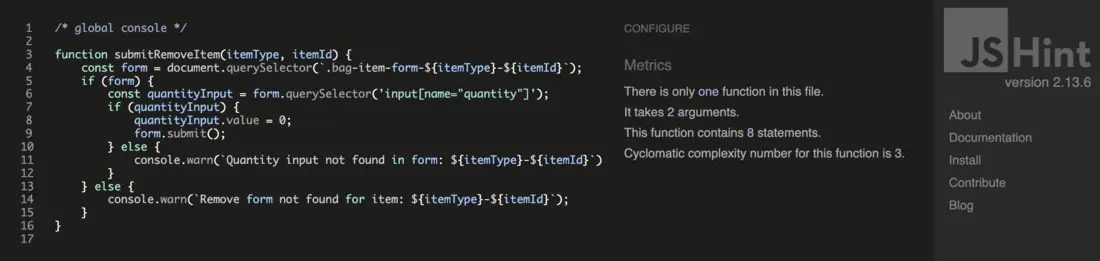 1 /* global console */
2
3 function submitRemoveItem(itemType, itemId) {
4 const form = document.querySelector(`.bag-item-form-${itemType}-${itemId}`);
5 if (form) {
6 const quantityInput = form.querySelector('input[name="quantity"]');
7 if (quantityInput) {
8 quantityInput.value = 0;
9 form.submit();
10 } else {
11 console.warn(`Quantity input not found in form: ${itemType}-${itemId}`)
12 }
13 } else {
14 console.warn(`Remove form not found for item: ${itemType}-${itemId}`);
15 }
16 }
17
CONFIGURE
Metrics
There is only one function in this file.
It takes 2 arguments.
This function contains 8 statements.
Cyclomatic complexity number for this function is 3.
JSHint
version 2.13.6
About
Documentation
Install
Contribute
Blog